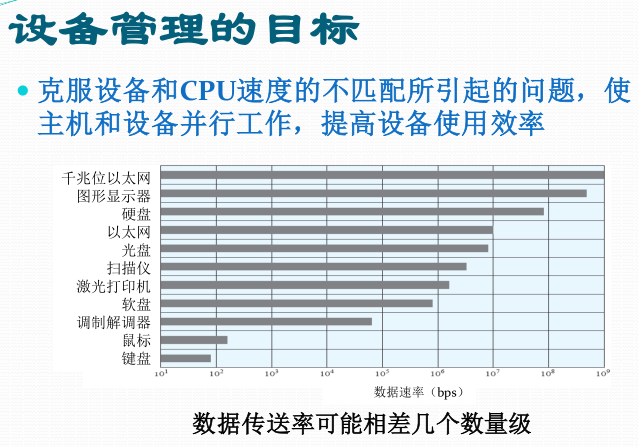 设备管理的目标
克服设备和CPU速度的不匹配所引起的问题，使
主机和设备并行工作，提高设备使用效率
千兆位以太网
图形显示器
硬盘
以太网
光盘
扫描仪
激光打印机
软盘
调制解调器
鼠标
键盘
10¹ 10² 10³ 10⁴ 10⁵ 10⁶ 10⁷ 10⁸ 10⁹
数据速率（bps）
数据传送率可能相差几个数量级